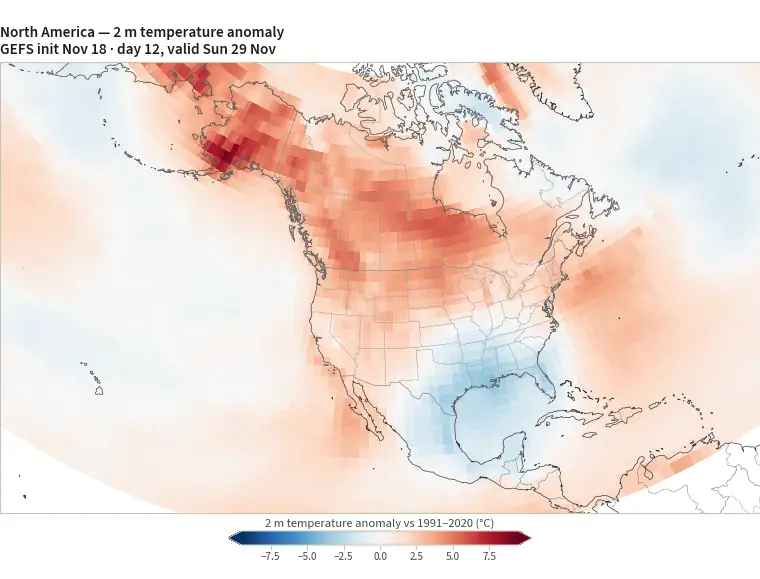 North America — 2 m temperature anomaly
GEFS init Nov 18 · day 12, valid Sun 29 Nov
2 m temperature anomaly vs 1991–2020 (°C)
−7.5 −5.0 −2.5 0.0 2.5 5.0 7.5